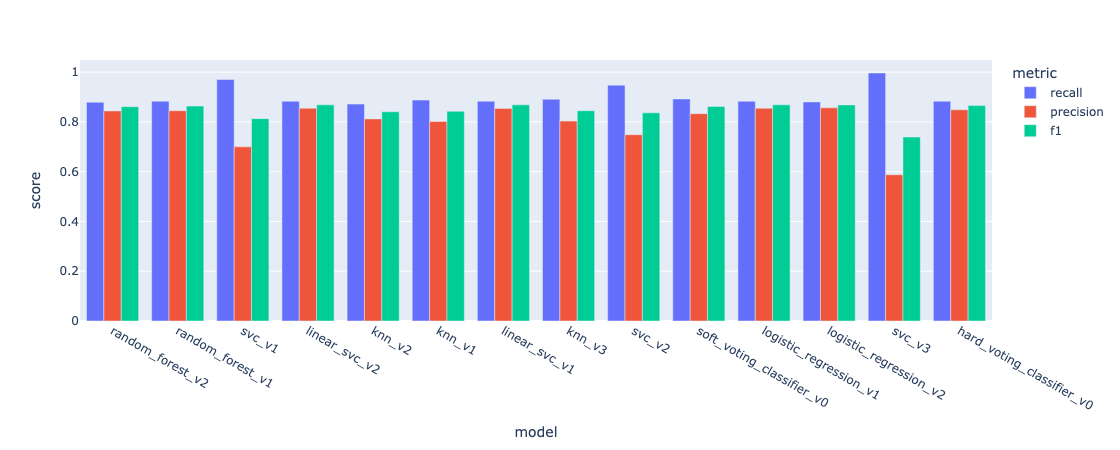 metric
recall
precision
f1
1
0.8
0.6
0.4
0.2
0
score
random_forest_v2
random_forest_v1
svc_v1
linear_svc_v2
knn_v2
knn_v1
linear_svc_v1
knn_v3
svc_v2
soft_voting_classifier_v0
logistic_regression_v1
logistic_regression_v2
svc_v3
hard_voting_classifier_v0
model